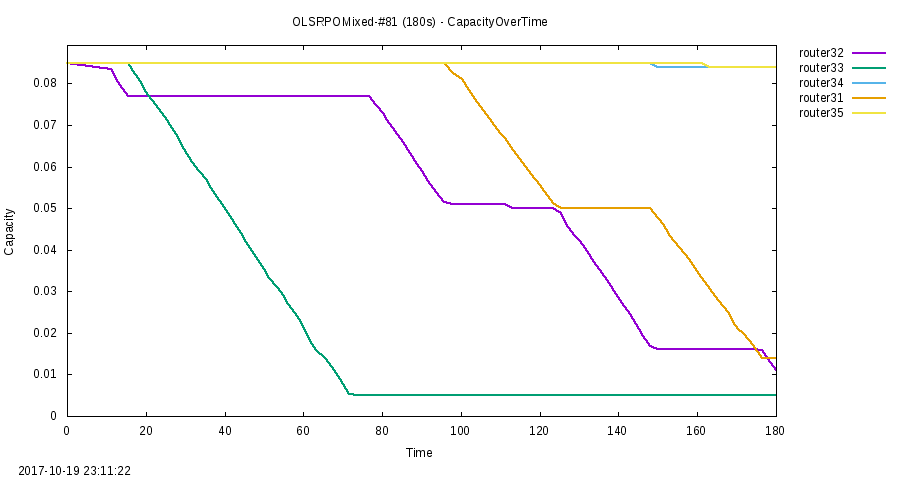 OLSRPOMixed-#81 (180s) - CapacityOverTime
router32
router33
router34
router31
router35
0.08
0.07
0.06
0.05
0.04
0.03
0.02
0.01
0
Capacity
0 20 40 60 80 100 120 140 160 180
Time
2017-10-19 23:11:22